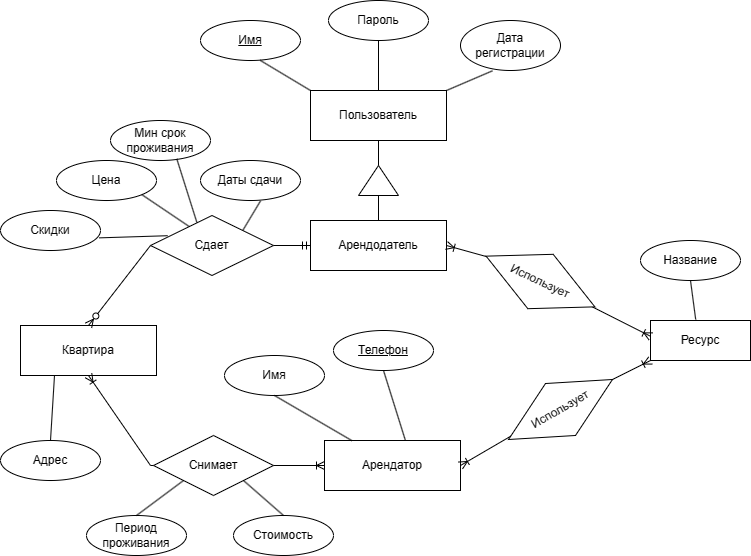 Пароль
Имя
Дата
регистрации
Пользователь
Мин срок
проживания
Цена
Даты сдачи
Скидки
Сдает
Арендодатель
Использует
Название
Ресурс
Квартира
Телефон
Имя
Использует
Адрес
Снимает
Арендатор
Период
проживания
Стоимость